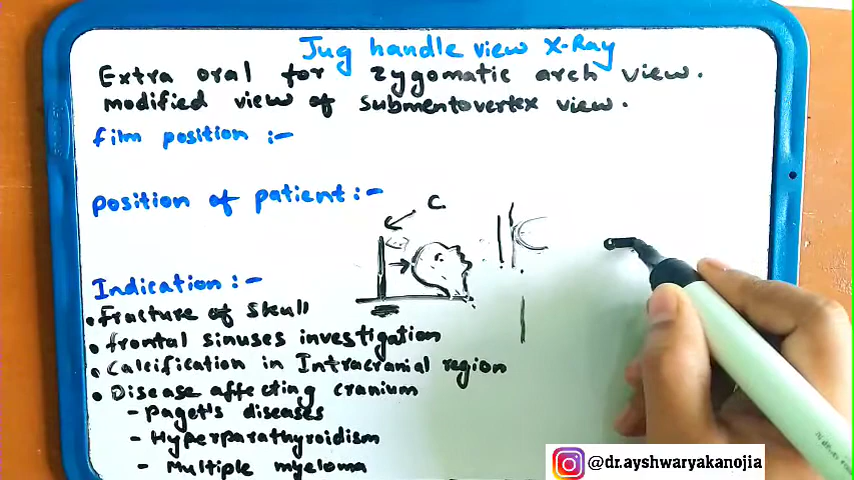 Jug handle view X-Ray
Extra oral for zygomatic arch view.
modified view of submentovertex view.
film position :-
position of patient :-
C
Indication :-
• Fracture of skull
• frontal sinuses investigation
• Calcification in Intracranial region
• Disease affecting cranium
- Paget's diseases
- Hyperparathyroidism
- Multiple myeloma
@dr.ayshwaryakanojia